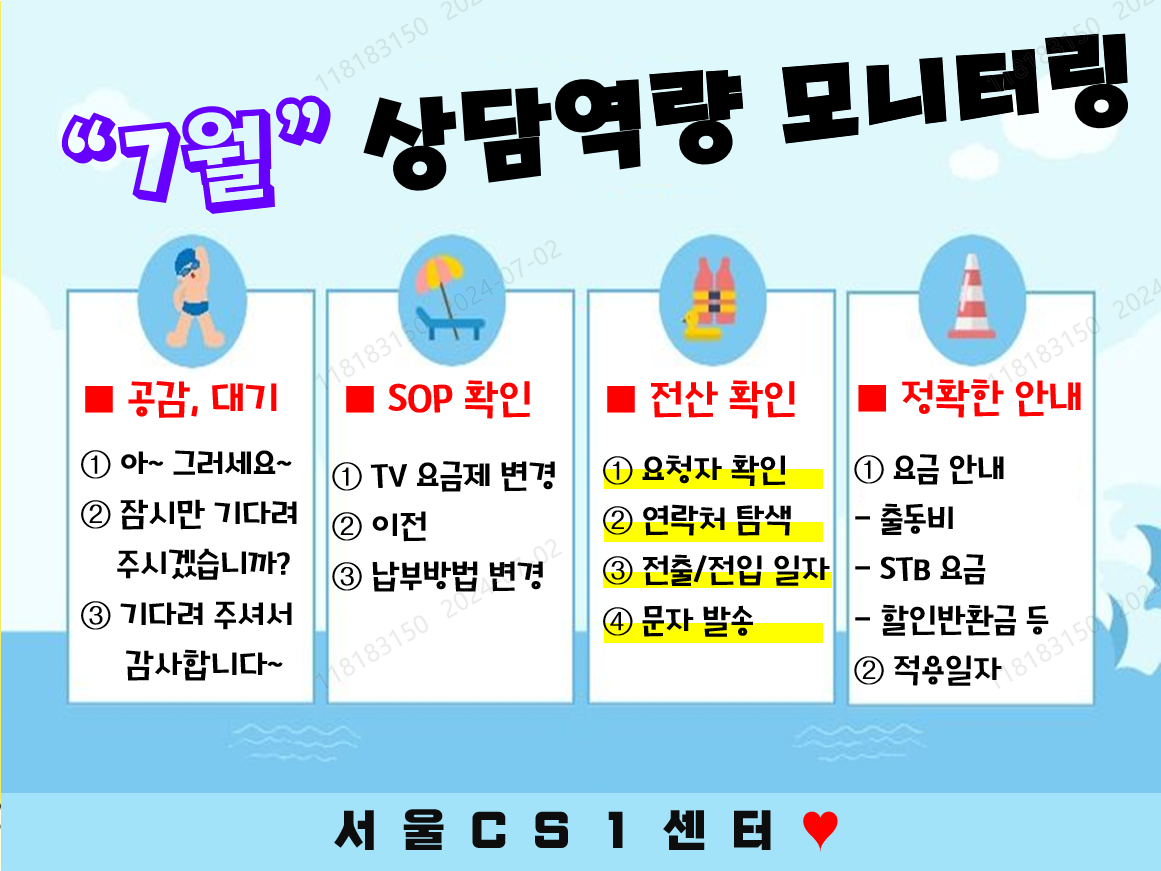 “7월” 상담역량 모니터링
■ 공감, 대기
① 아~ 그러세요~
② 잠시만 기다려
주시겠습니까?
③ 기다려 주셔서
감사합니다~
■ SOP 확인
① TV 요금제 변경
② 이전
③ 납부방법 변경
■ 전산 확인
① 요청자 확인
② 연락처 탐색
③ 전출/전입 일자
④ 문자 발송
■ 정확한 안내
① 요금 안내
- 출동비
- STB 요금
- 할인반환금 등
② 적용일자
서울CS1센터 ♥
118183150 2024-07-02